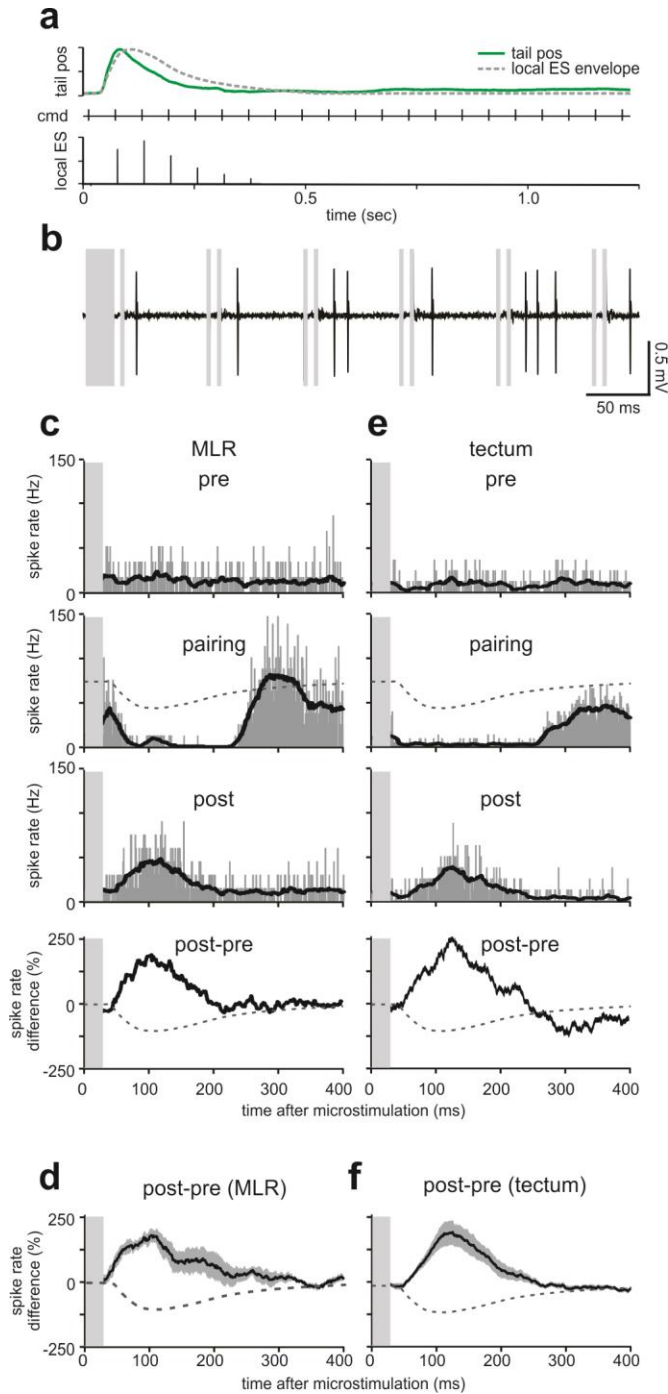 a
tail pos
tail pos
local ES envelope
cmd
local ES
0 0.5 1.0
time (sec)
b
0.5 mV
50 ms
c e
MLR tectum
pre pre
150
spike rate (Hz)
0
pairing pairing
150
spike rate (Hz)
0
post post
150
spike rate (Hz)
0
post-pre post-pre
250
spike rate
difference (%)
0
-250
0 100 200 300 400 0 100 200 300 400
time after microstimulation (ms)
d f
post-pre (MLR) post-pre (tectum)
250
spike rate
difference (%)
0
-250
0 100 200 300 400 0 100 200 300 400
time after microstimulation (ms)